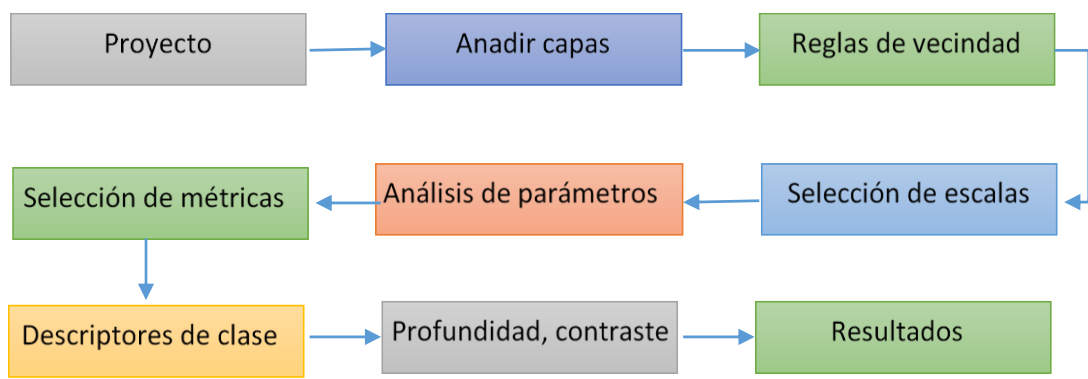 Proyecto
Anadir capas
Reglas de vecindad
Selección de escalas
Análisis de parámetros
Selección de métricas
Descriptores de clase
Profundidad, contraste
Resultados